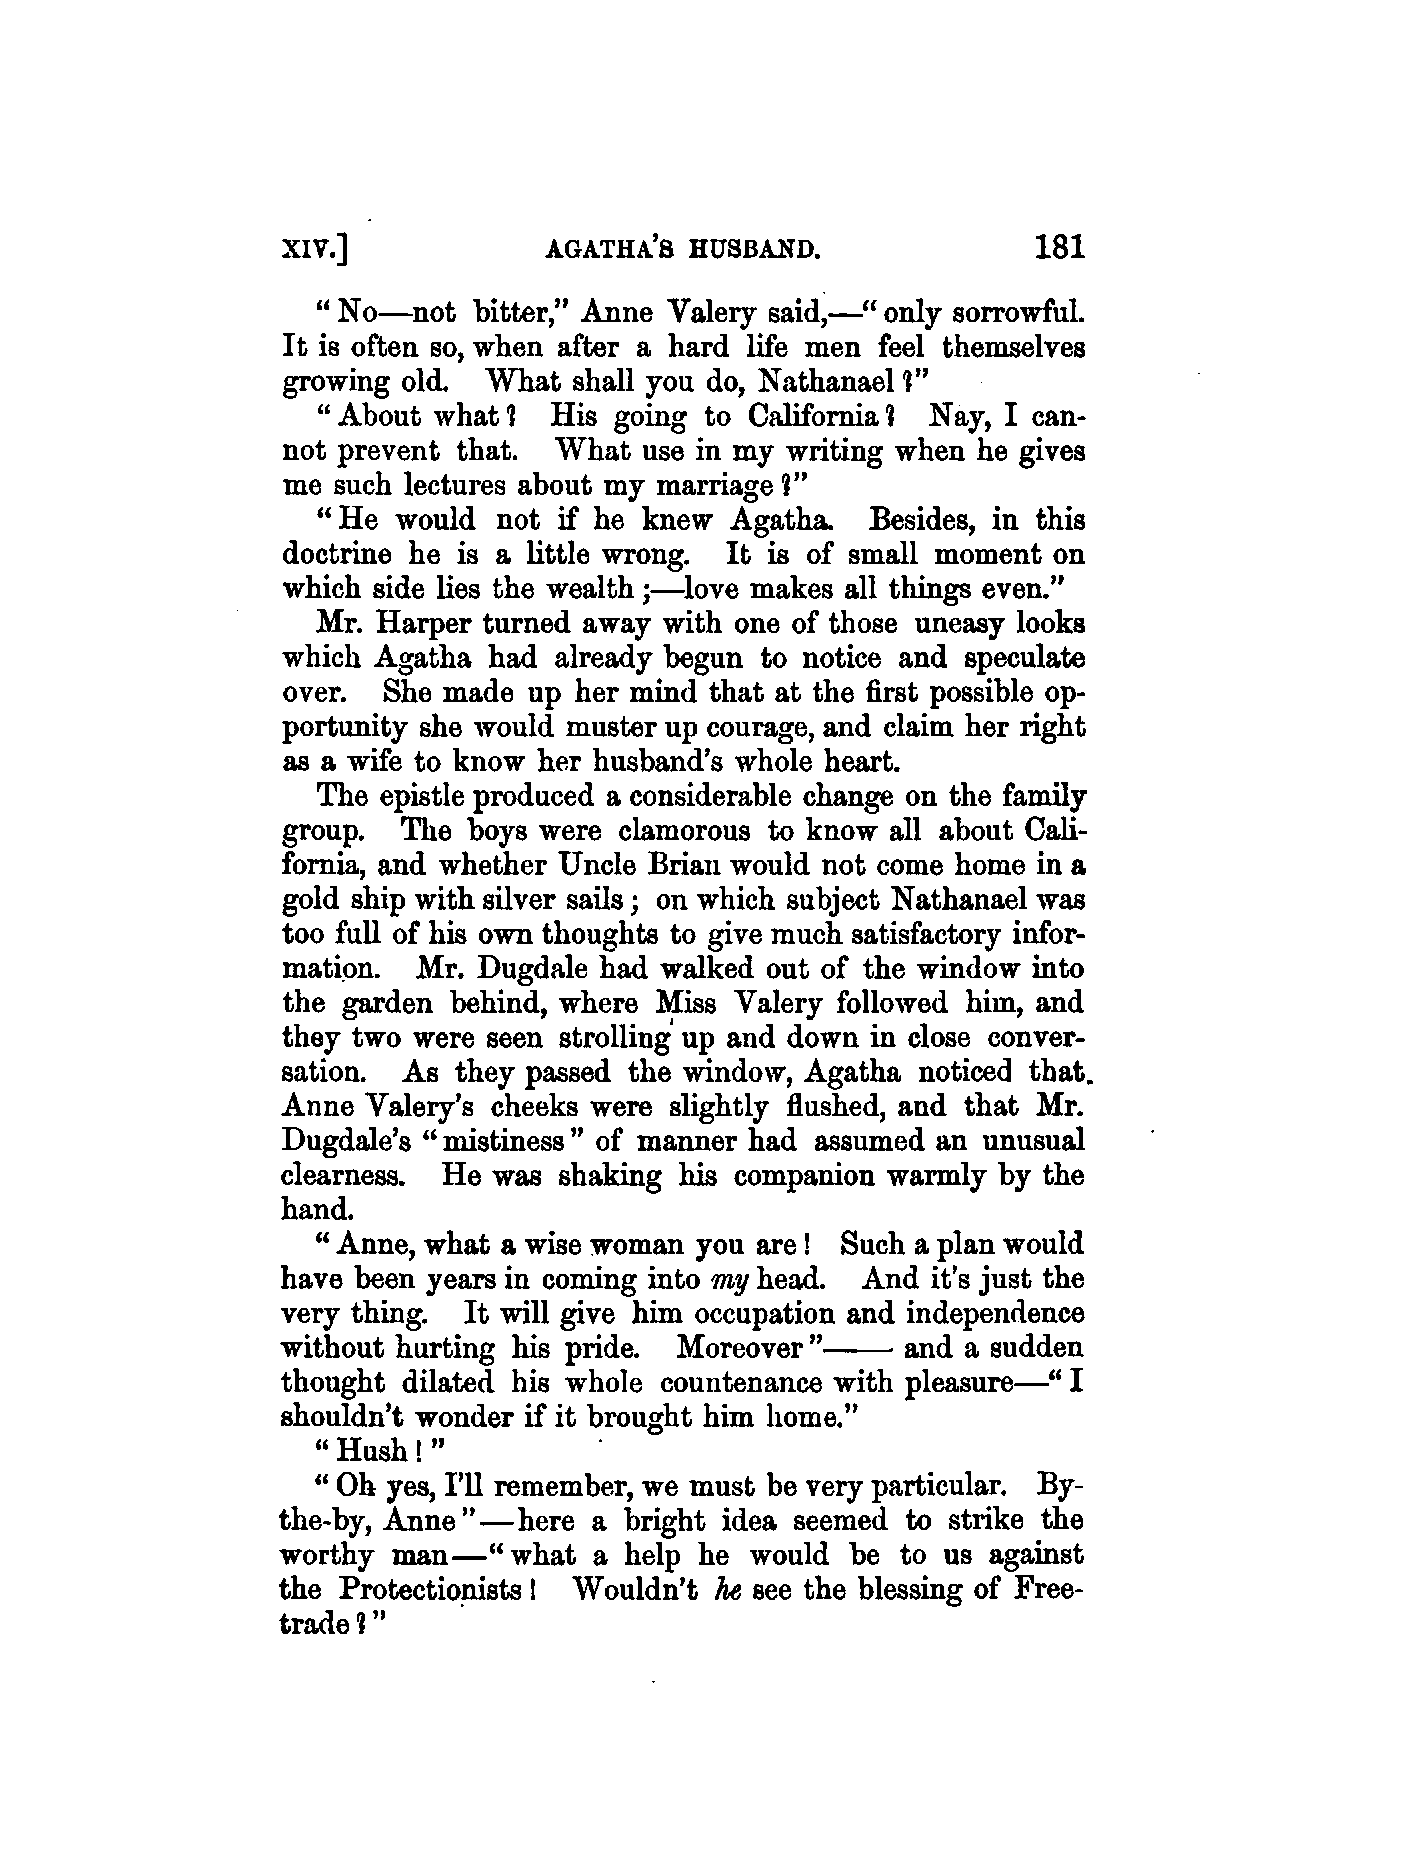 XIV.] AGATHA'S HUSBAND. 181
"No—not bitter," Anne Valery said,—"only sorrowful.
It is often so, when after a hard life men feel themselves
growing old. What shall you do, Nathanael?"
"About what? His going to California? Nay, I can-
not prevent that. What use in my writing when he gives
me such lectures about my marriage?"
"He would not if he knew Agatha. Besides, in this
doctrine he is a little wrong. It is of small moment on
which side lies the wealth;—love makes all things even."
Mr. Harper turned away with one of those uneasy looks
which Agatha had already begun to notice and speculate
over. She made up her mind that at the first possible op-
portunity she would muster up courage, and claim her right
as a wife to know her husband's whole heart.
The epistle produced a considerable change on the family
group. The boys were clamorous to know all about Cali-
fornia, and whether Uncle Brian would not come home in a
gold ship with silver sails; on which subject Nathanael was
too full of his own thoughts to give much satisfactory infor-
mation. Mr. Dugdale had walked out of the window into
the garden behind, where Miss Valery followed him, and
they two were seen strolling up and down in close conver-
sation. As they passed the window, Agatha noticed that
Anne Valery's cheeks were slightly flushed, and that Mr.
Dugdale's "mistiness" of manner had assumed an unusual
clearness. He was shaking his companion warmly by the
hand.
"Anne, what a wise woman you are! Such a plan would
have been years in coming into my head. And it's just the
very thing. It will give him occupation and independence
without hurting his pride. Moreover"—— and a sudden
thought dilated his whole countenance with pleasure—"I
shouldn't wonder if it brought him home."
"Hush!"
"Oh yes, I'll remember, we must be very particular. By-
the-by, Anne"—here a bright idea seemed to strike the
worthy man—"what a help he would be to us against
the Protectionists! Wouldn't he see the blessing of Free-
trade?"